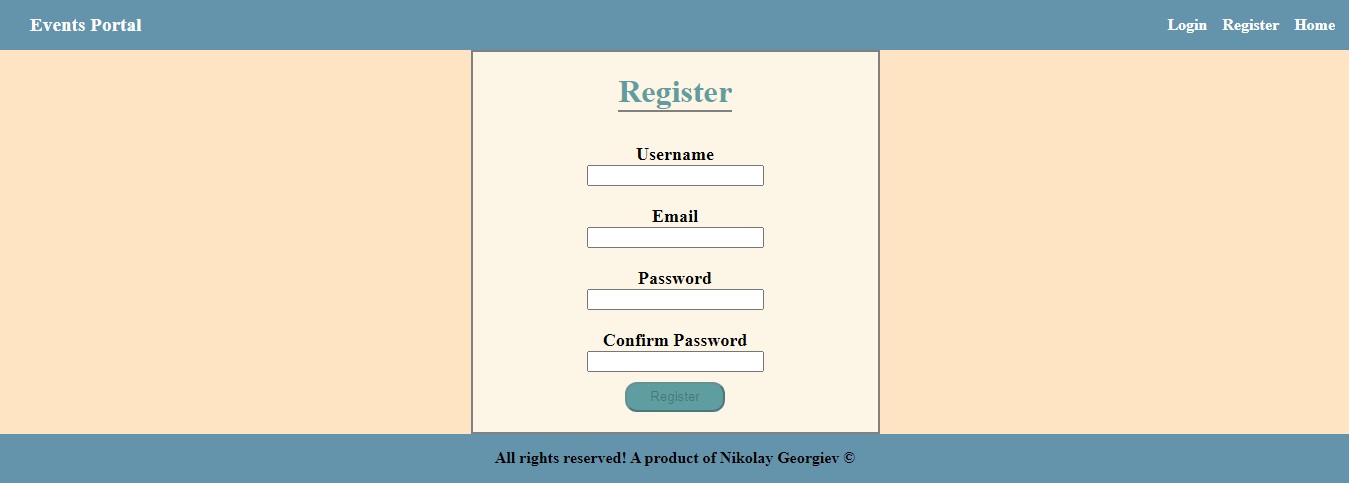 Events Portal
Login Register Home
Register
Username
Email
Password
Confirm Password
Register
All rights reserved! A product of Nikolay Georgiev ©